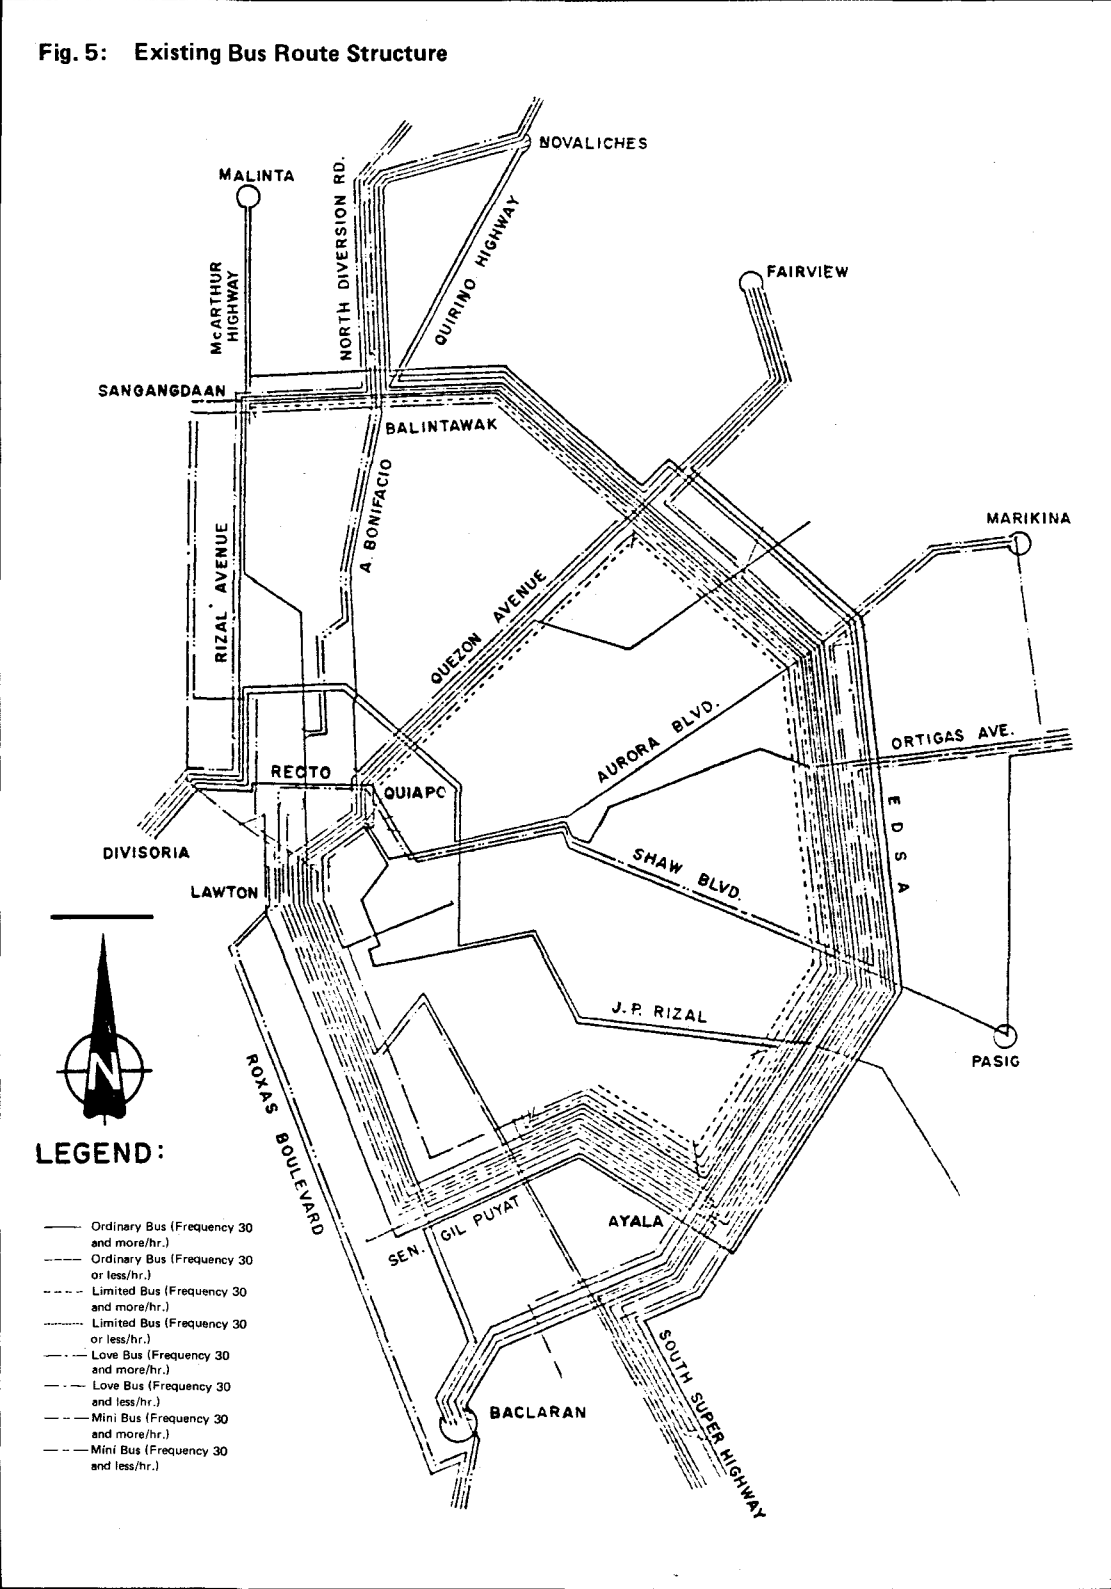 Fig. 5: Existing Bus Route Structure
NOVALICHES
MALINTA
NORTH DIVERSION RD.
QUIRINO HIGHWAY
McARTHUR
HIGHWAY
FAIRVIEW
SANGANGDAAN
BALINTAWAK
A. BONIFACIO
MARIKINA
RIZAL AVENUE
QUEZON AVENUE
AURORA BLVD.
ORTIGAS AVE.
RECTO
QUIAPO
EDSA
DIVISORIA
SHAW BLVD.
LAWTON
J.P. RIZAL
PASIG
N
ROXAS BOULEVARD
LEGEND:
SEN. GIL PUYAT
AYALA
Ordinary Bus (Frequency 30
and more/hr.)
Ordinary Bus (Frequency 30
or less/hr.)
Limited Bus (Frequency 30
and more/hr.)
Limited Bus (Frequency 30
or less/hr.)
Love Bus (Frequency 30
and more/hr.)
Love Bus (Frequency 30
and less/hr.)
Mini Bus (Frequency 30
and more/hr.)
Mini Bus (Frequency 30
and less/hr.)
SOUTH SUPER HIGHWAY
BACLARAN